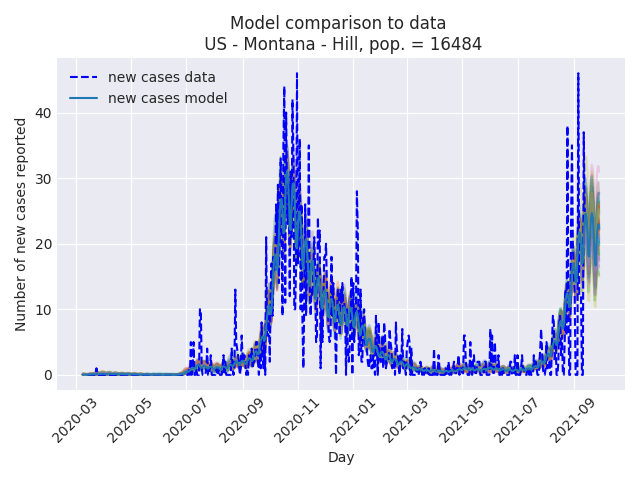 Model comparison to data
US - Montana - Hill, pop. = 16484
new cases data
new cases model
Number of new cases reported
40
30
20
10
0
2020-03
2020-05
2020-07
2020-09
2020-11
2021-01
2021-03
2021-05
2021-07
2021-09
Day